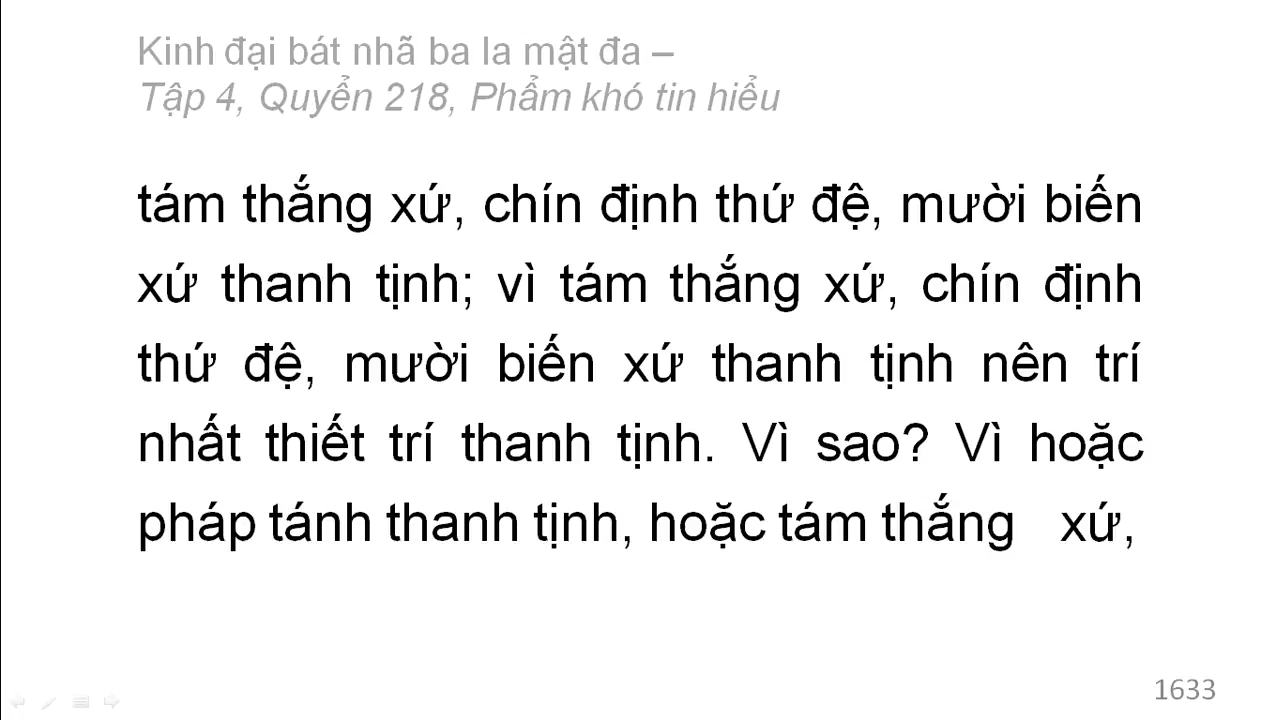 Kinh đại bát nhã ba la mật đa –
Tập 4, Quyển 218, Phẩm khó tin hiểu
tám thắng xứ, chín định thứ đệ, mười biến
xứ thanh tịnh; vì tám thắng xứ, chín định
thứ đệ, mười biến xứ thanh tịnh nên trí
nhất thiết trí thanh tịnh. Vì sao? Vì hoặc
pháp tánh thanh tịnh, hoặc tám thắng xứ,
1633